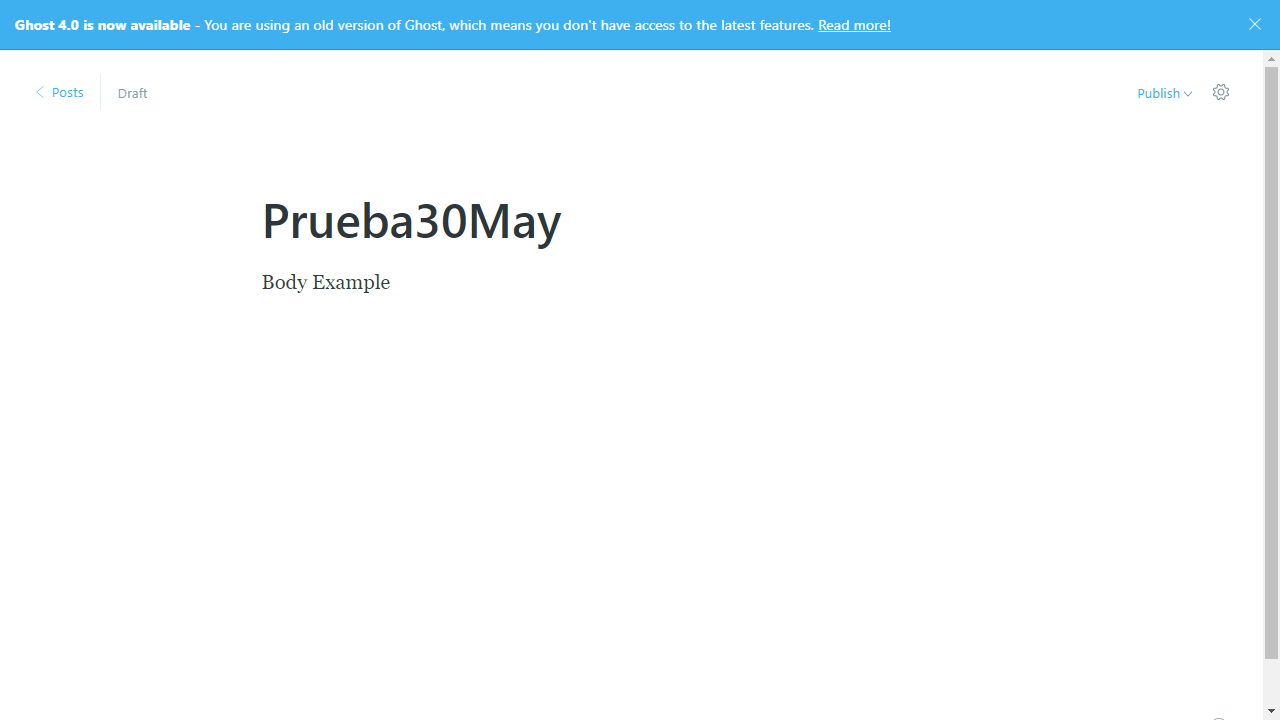 Ghost 4.0 is now available - You are using an old version of Ghost, which means you don't have access to the latest features. Read more!
Posts
Draft
Publish
Prueba30May
Body Example